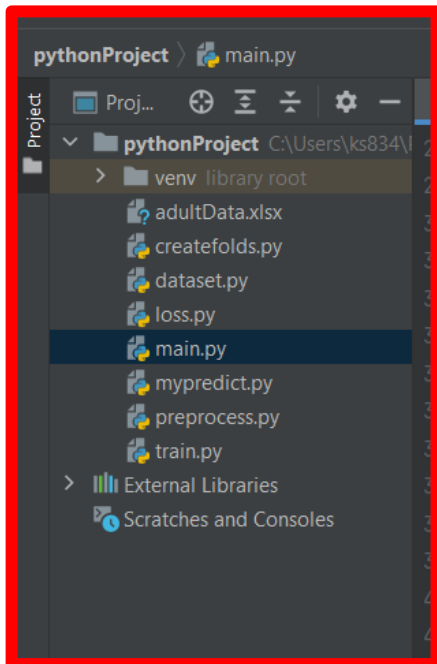 pythonProject 〉 main.py
Project
Proj...
pythonProject C:\Users\ks834\
venv library root
adultData.xlsx
createfolds.py
dataset.py
loss.py
main.py
mypredict.py
preprocess.py
train.py
External Libraries
Scratches and Consoles